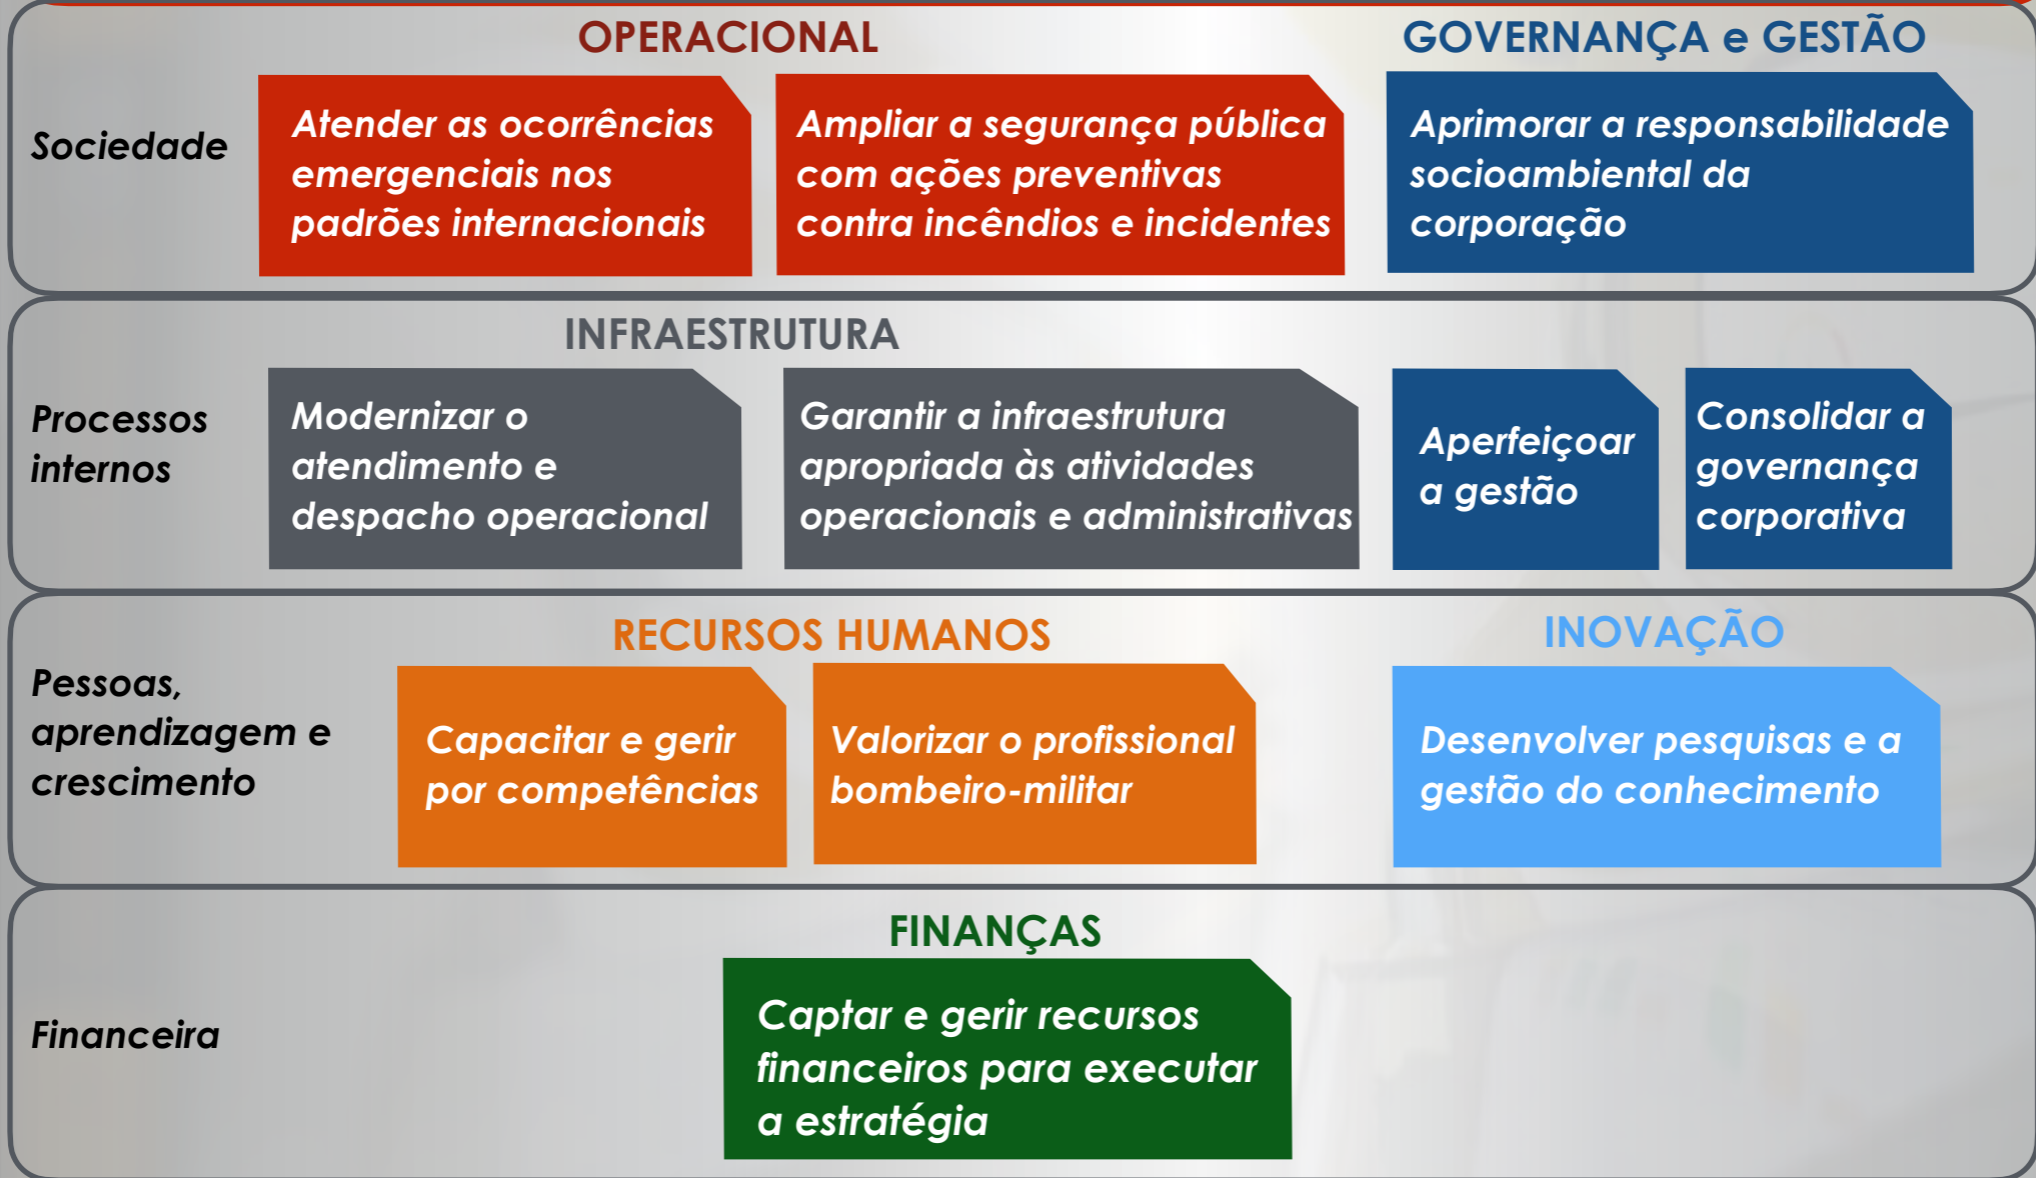 OPERACIONAL
GOVERNANÇA e GESTÃO
Sociedade
Atender as ocorrências
emergenciais nos
padrões internacionais
Ampliar a segurança pública
com ações preventivas
contra incêndios e incidentes
Aprimorar a responsabilidade
socioambiental da
corporação
INFRAESTRUTURA
Processos
internos
Modernizar o
atendimento e
despacho operacional
Garantir a infraestrutura
apropriada às atividades
operacionais e administrativas
Aperfeiçoar
a gestão
Consolidar a
governança
corporativa
RECURSOS HUMANOS
INOVAÇÃO
Pessoas,
aprendizagem e
crescimento
Capacitar e gerir
por competências
Valorizar o profissional
bombeiro-militar
Desenvolver pesquisas e a
gestão do conhecimento
FINANÇAS
Financeira
Captar e gerir recursos
financeiros para executar
a estratégia